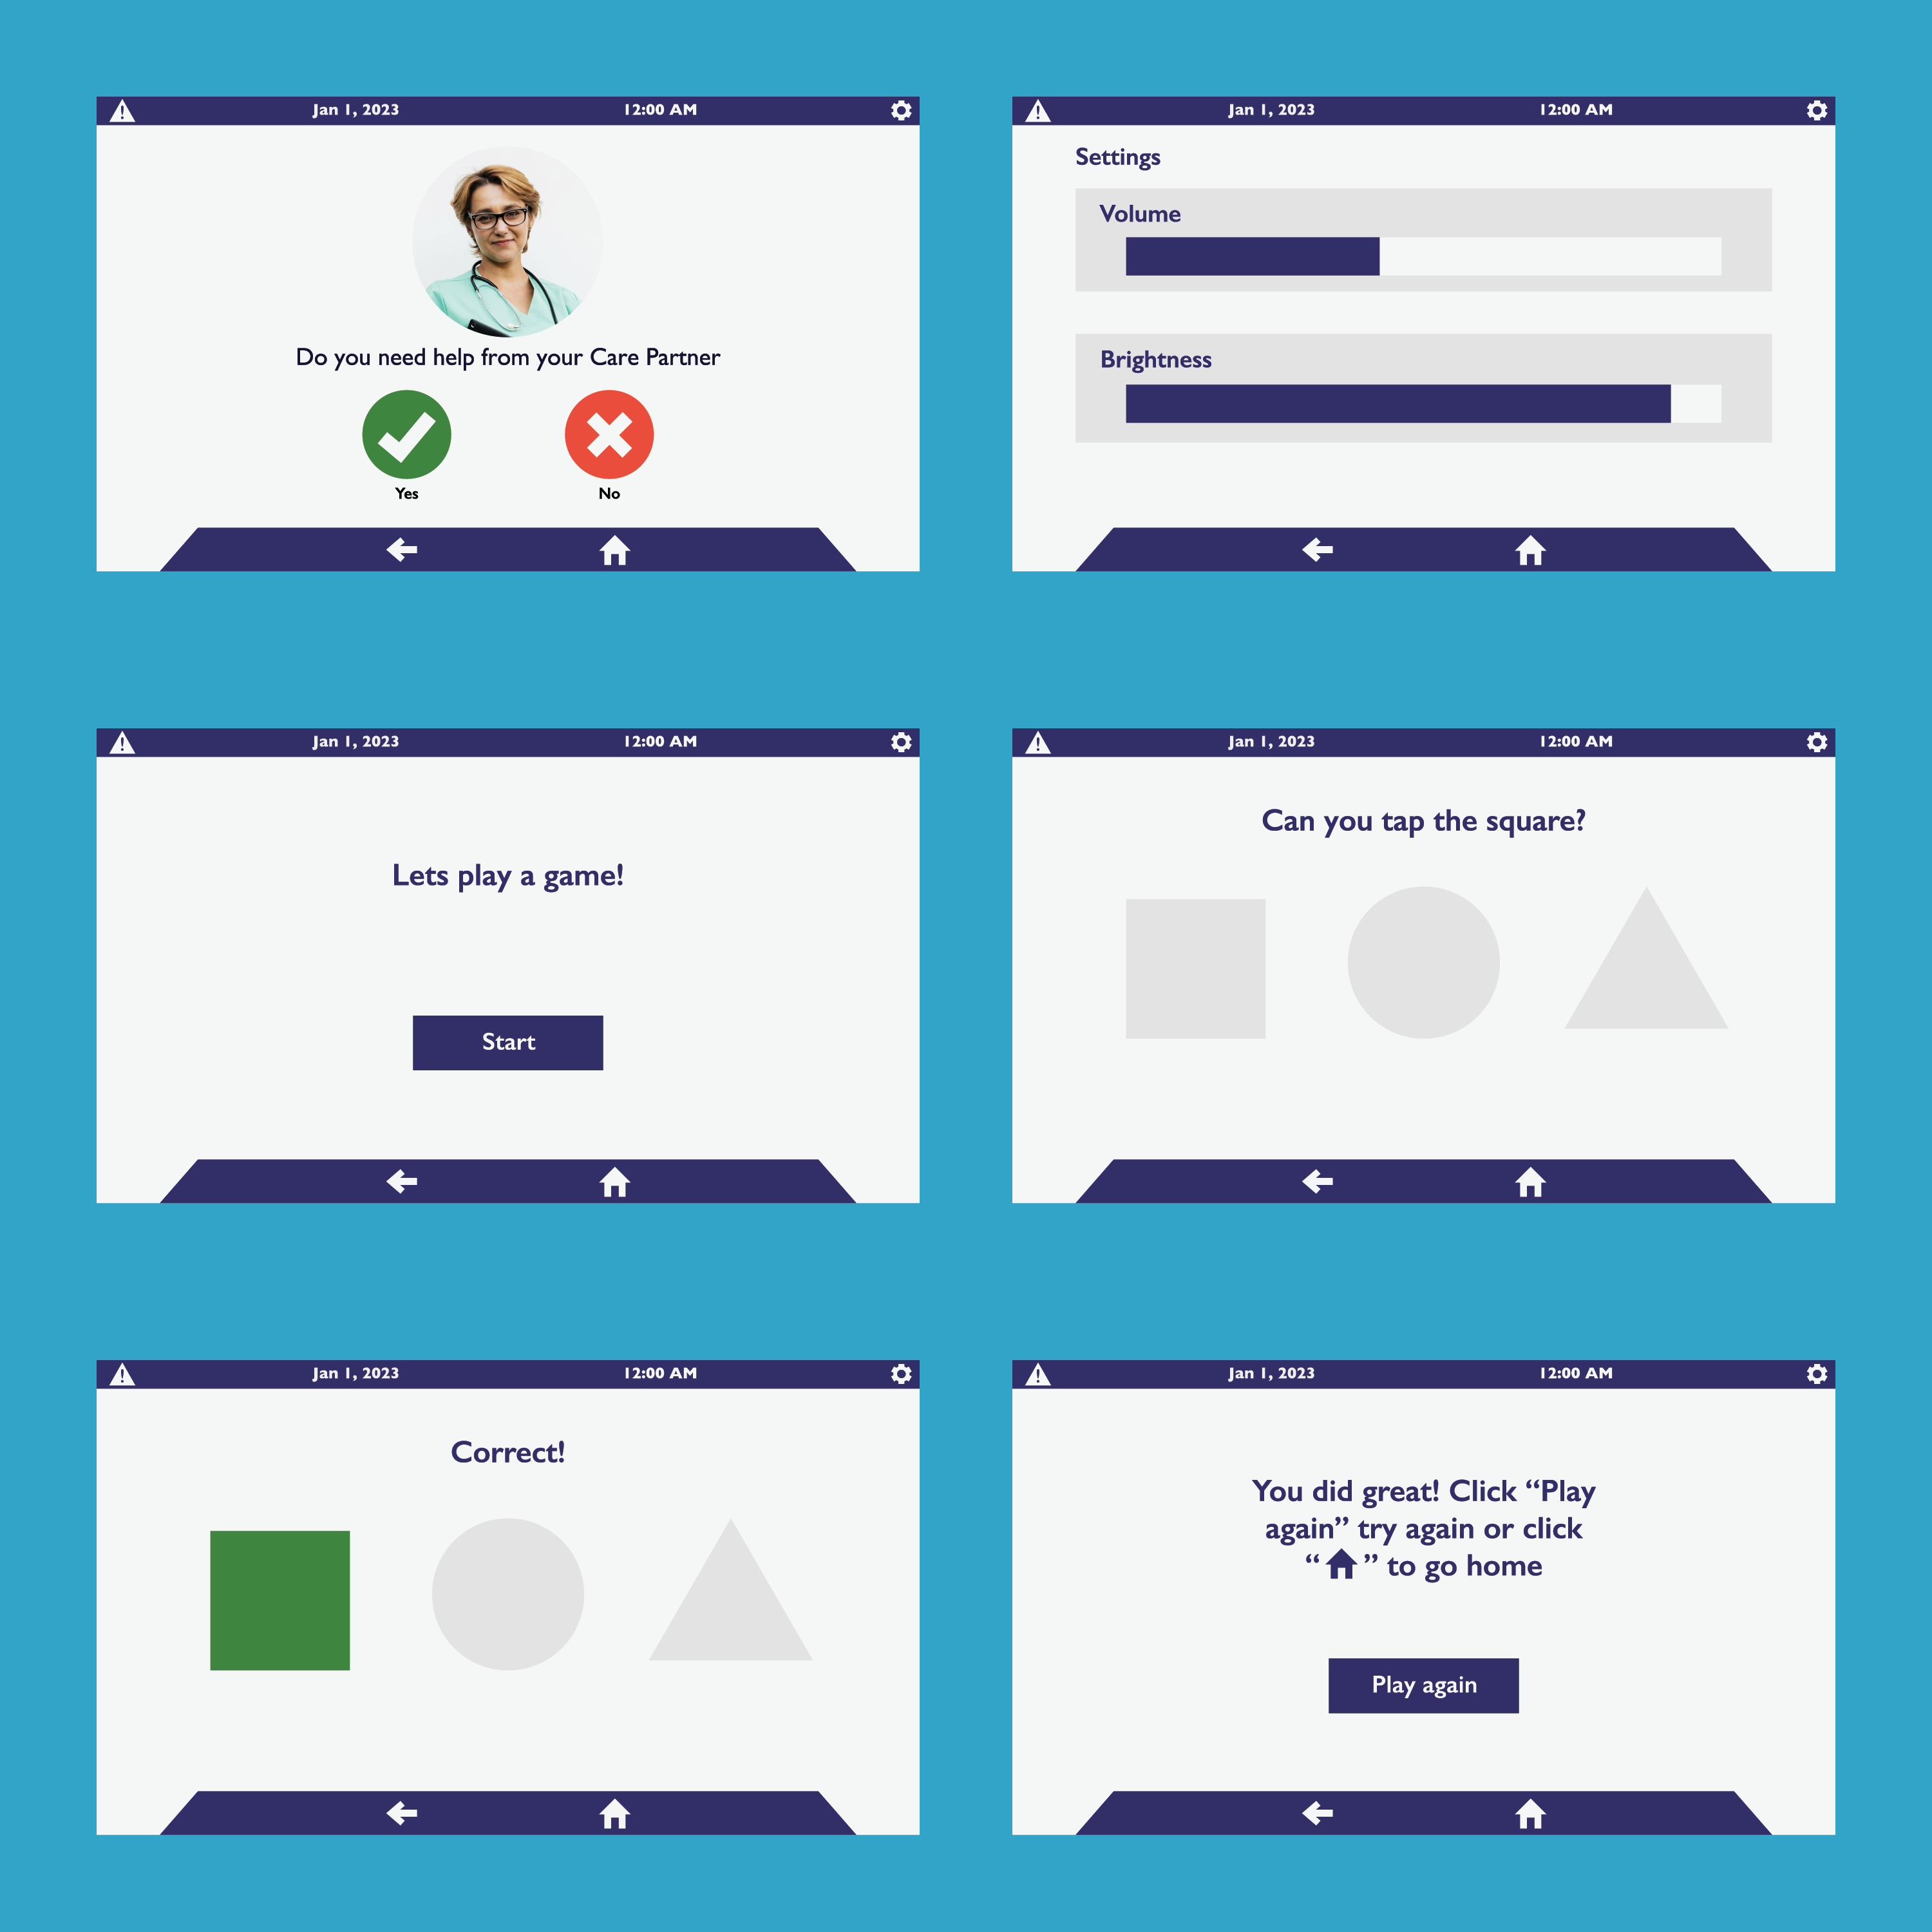 Jan 1, 2023 12:00 AM
Do you need help from your Care Partner
Yes No
Jan 1, 2023 12:00 AM
Settings
Volume
Brightness
Jan 1, 2023 12:00 AM
Lets play a game!
Start
Jan 1, 2023 12:00 AM
Can you tap the square?
Jan 1, 2023 12:00 AM
Correct!
Jan 1, 2023 12:00 AM
You did great! Click “Play
again” try again or click
“ ” to go home
Play again